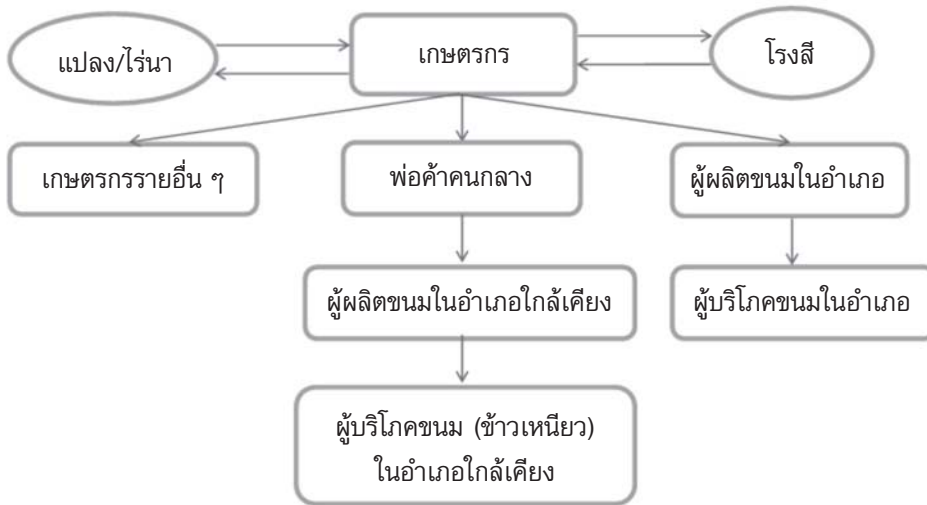 แปลง/ไร่นา
เกษตรกร
โรงสี
เกษตรกรรายอื่น ๆ
พ่อค้าคนกลาง
ผู้ผลิตขนมในอำเภอ
ผู้ผลิตขนมในอำเภอใกล้เคียง
ผู้บริโภคขนมในอำเภอ
ผู้บริโภคขนม (ข้าวเหนียว)
ในอำเภอใกล้เคียง